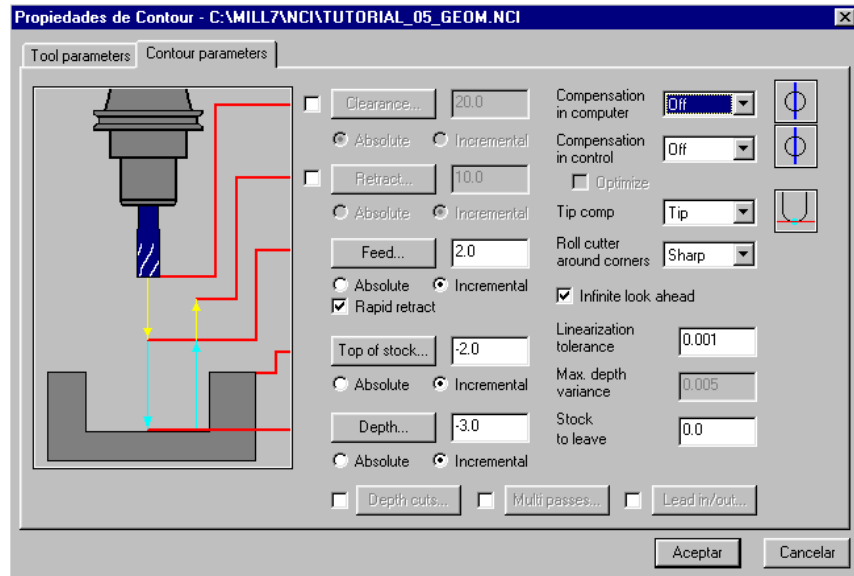 Propiedades de Contour - C:\MILL7\NCI\TUTORIAL_05_GEOM.NCI
Tool parameters
Contour parameters
Clearance...
20.0
Absolute
Incremental
Retract...
10.0
Absolute
Incremental
Feed...
2.0
Absolute
Incremental
Rapid retract
Top of stock...
-2.0
Absolute
Incremental
Depth...
-3.0
Absolute
Incremental
Compensation
in computer
Off
Compensation
in control
Off
Optimize
Tip comp
Tip
Roll cutter
around corners
Sharp
Infinite look ahead
Linearization
tolerance
0.001
Max. depth
variance
0.005
Stock
to leave
0.0
Depth cuts...
Multi passes...
Lead in/out...
Aceptar
Cancelar